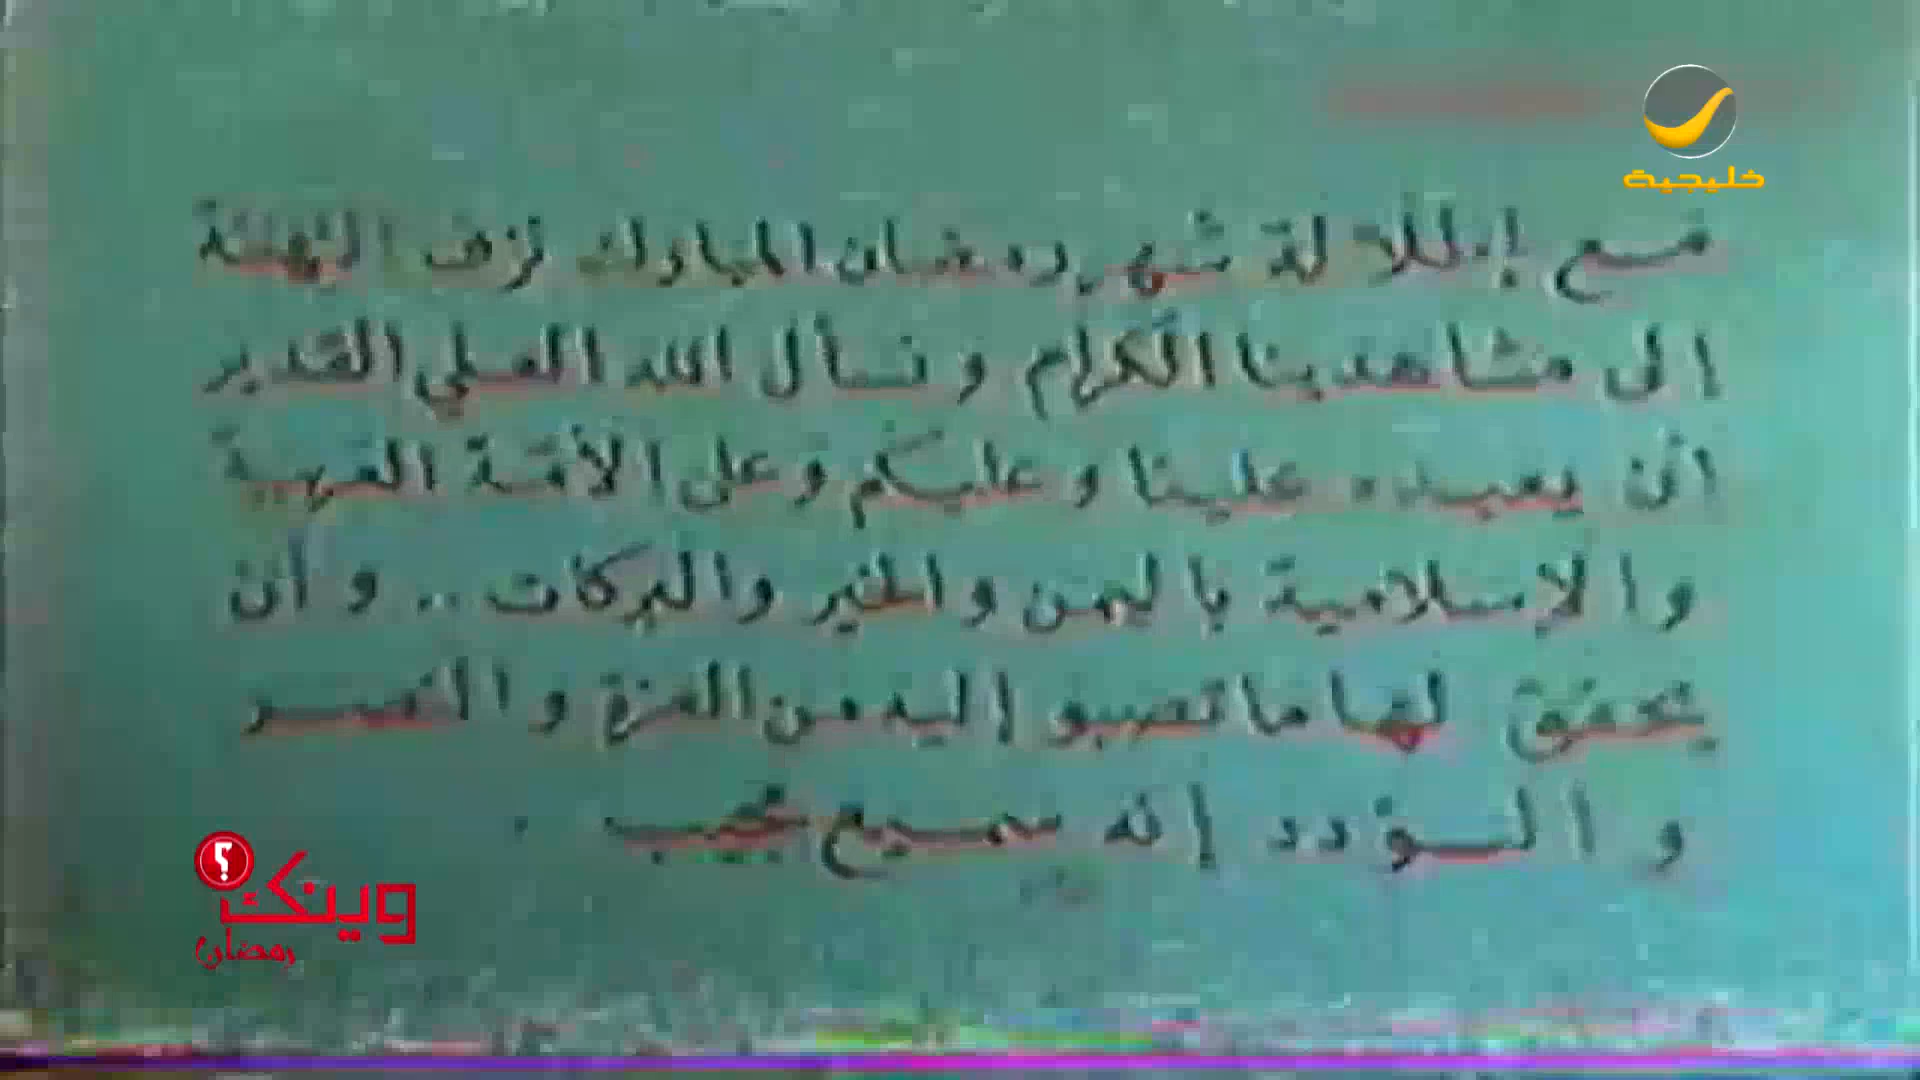 خليجية
مع إطلالة شهر رمضان المبارك نزف التهنئة
الى مشاهدينا الكرام ونسأل الله العلي القدير
أن يعيده علينا وعليكم وعلى الأمّة العربية
والإسلامية باليمن والخير والبركات .. وأن
يتحقق لها ما تصبو إليه من العزة والنصر
والسؤدد إنه سميع مجيب .
وينك ؟
رمضان